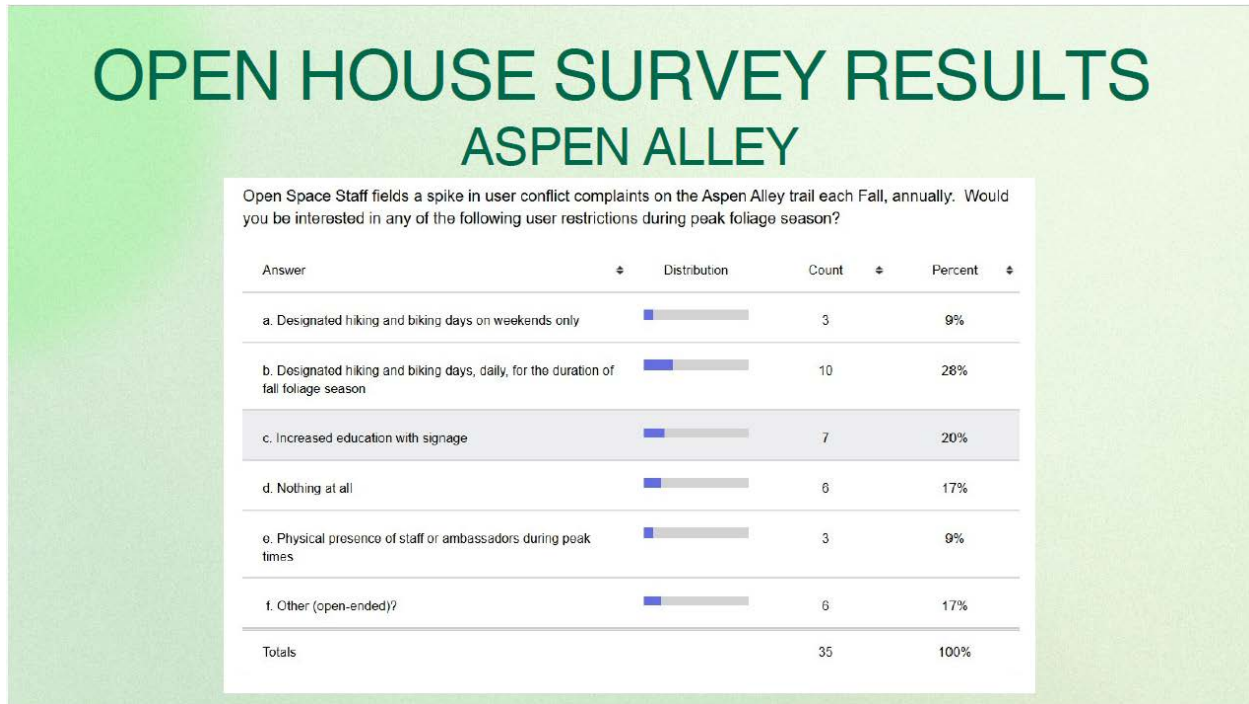 OPEN HOUSE SURVEY RESULTS
ASPEN ALLEY
Open Space Staff fields a spike in user conflict complaints on the Aspen Alley trail each Fall, annually.  Would
you be interested in any of the following user restrictions during peak foliage season?
Answer Distribution Count Percent
a. Designated hiking and biking days on weekends only 3 9%
b. Designated hiking and biking days, daily, for the duration of
fall foliage season 10 28%
c. Increased education with signage 7 20%
d. Nothing at all 6 17%
e. Physical presence of staff or ambassadors during peak
times 3 9%
f. Other (open-ended)? 6 17%
Totals 35 100%